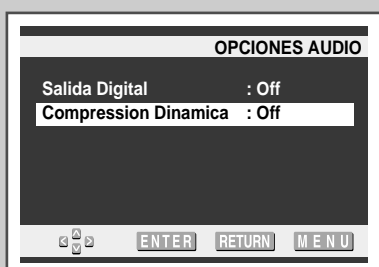 OPCIONES AUDIO
Salida Digital : Off
Compression Dinamica : Off
ENTER RETURN MENU